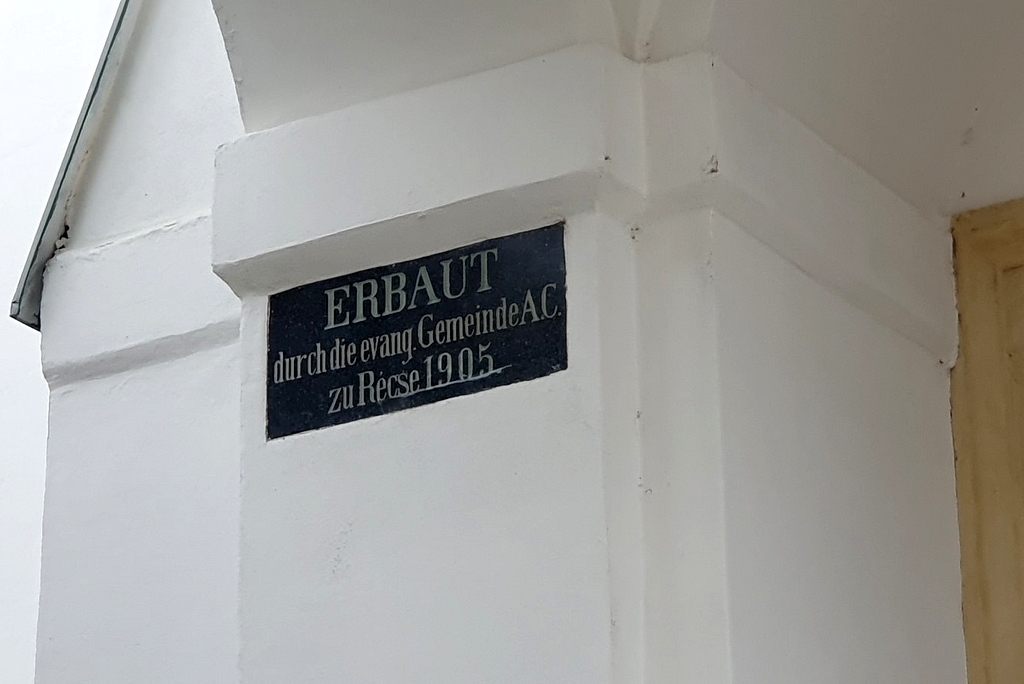 ERBAUT
durch die evang. Gemeinde A.C.
zu Récse 1905